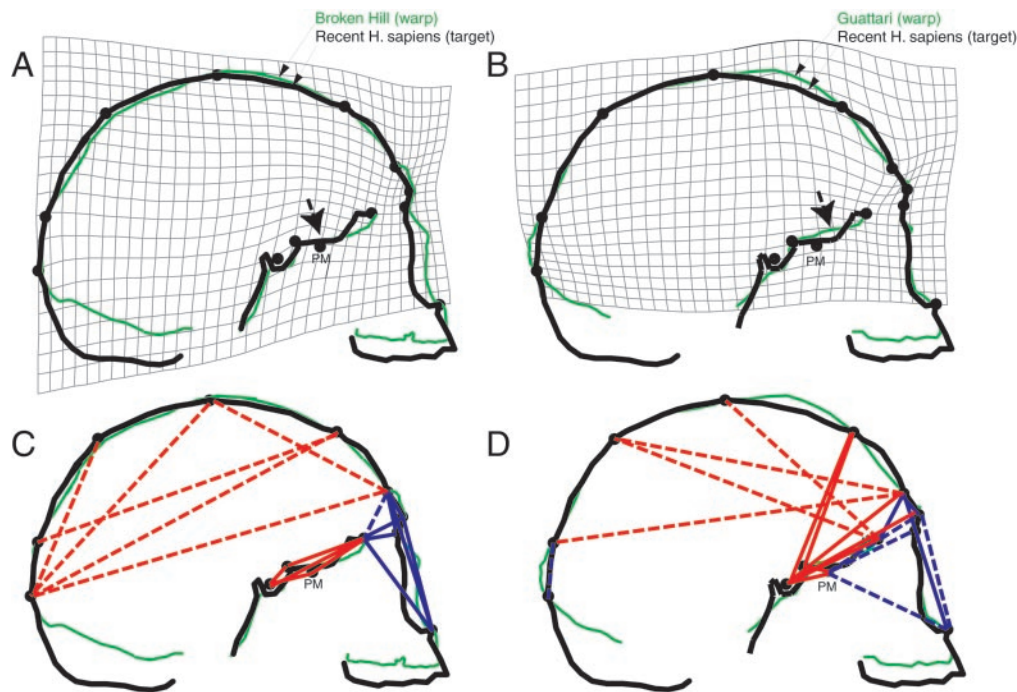 A
Broken Hill (warp)
Recent H. sapiens (target)
PM
B
Guattari (warp)
Recent H. sapiens (target)
PM
C
PM
D
PM